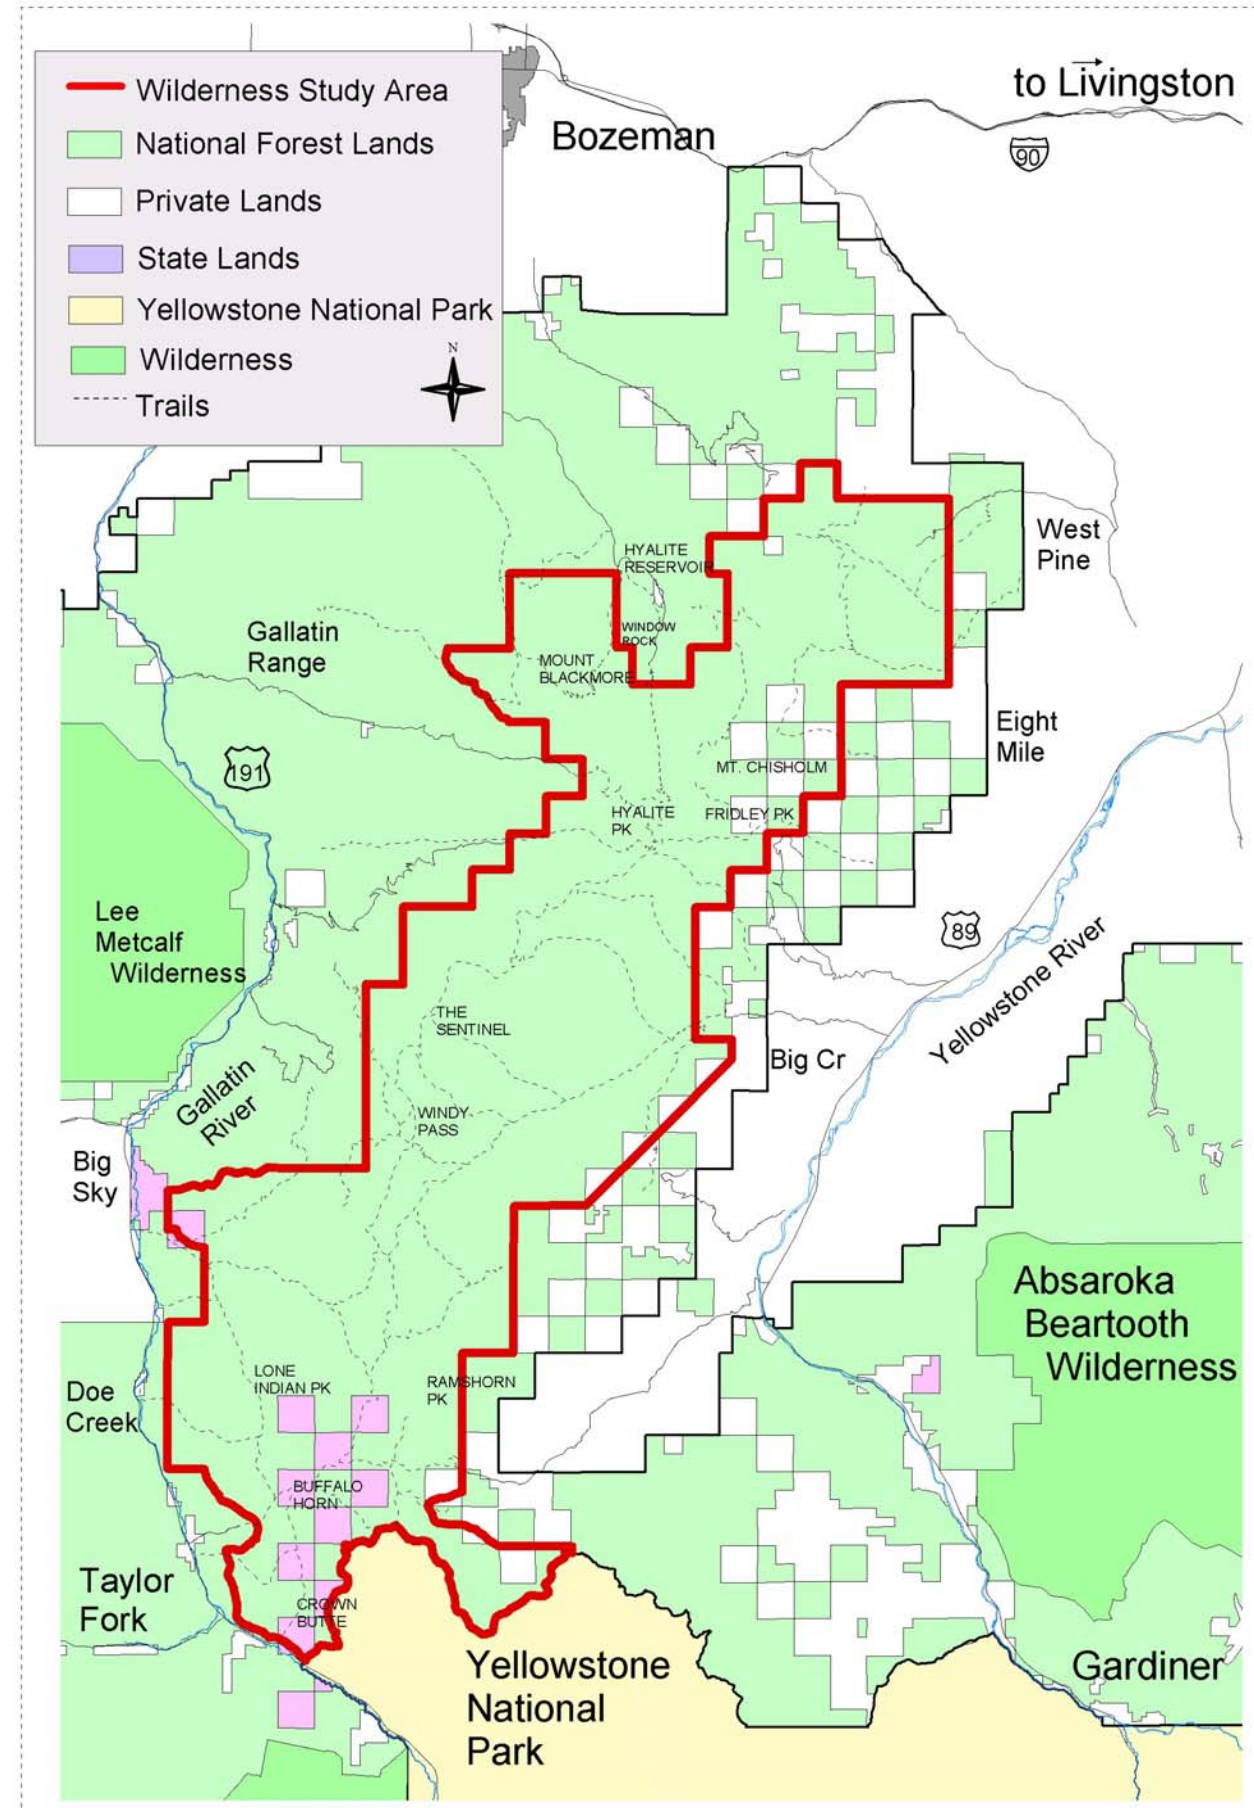 to Livingston
90
Bozeman
Wilderness Study Area
National Forest Lands
Private Lands
State Lands
Yellowstone National Park
Wilderness
Trails
N
West
Pine
HYALITE
RESERVOIR
WINDOW
ROCK
Gallatin
Range
MOUNT
BLACKMORE
Eight
Mile
191
MT. CHISHOLM
HYALITE
PK
FRIDLEY PK
Lee
Metcalf
Wilderness
89
Yellowstone River
THE
SENTINEL
Big Cr
Gallatin
River
WINDY
PASS
Big
Sky
Absaroka
Beartooth
Wilderness
LONE
INDIAN PK
RAMSHORN
PK
Doe
Creek
BUFFALO
HORN
Taylor
Fork
CROWN
BUTTE
Yellowstone
National
Park
Gardiner